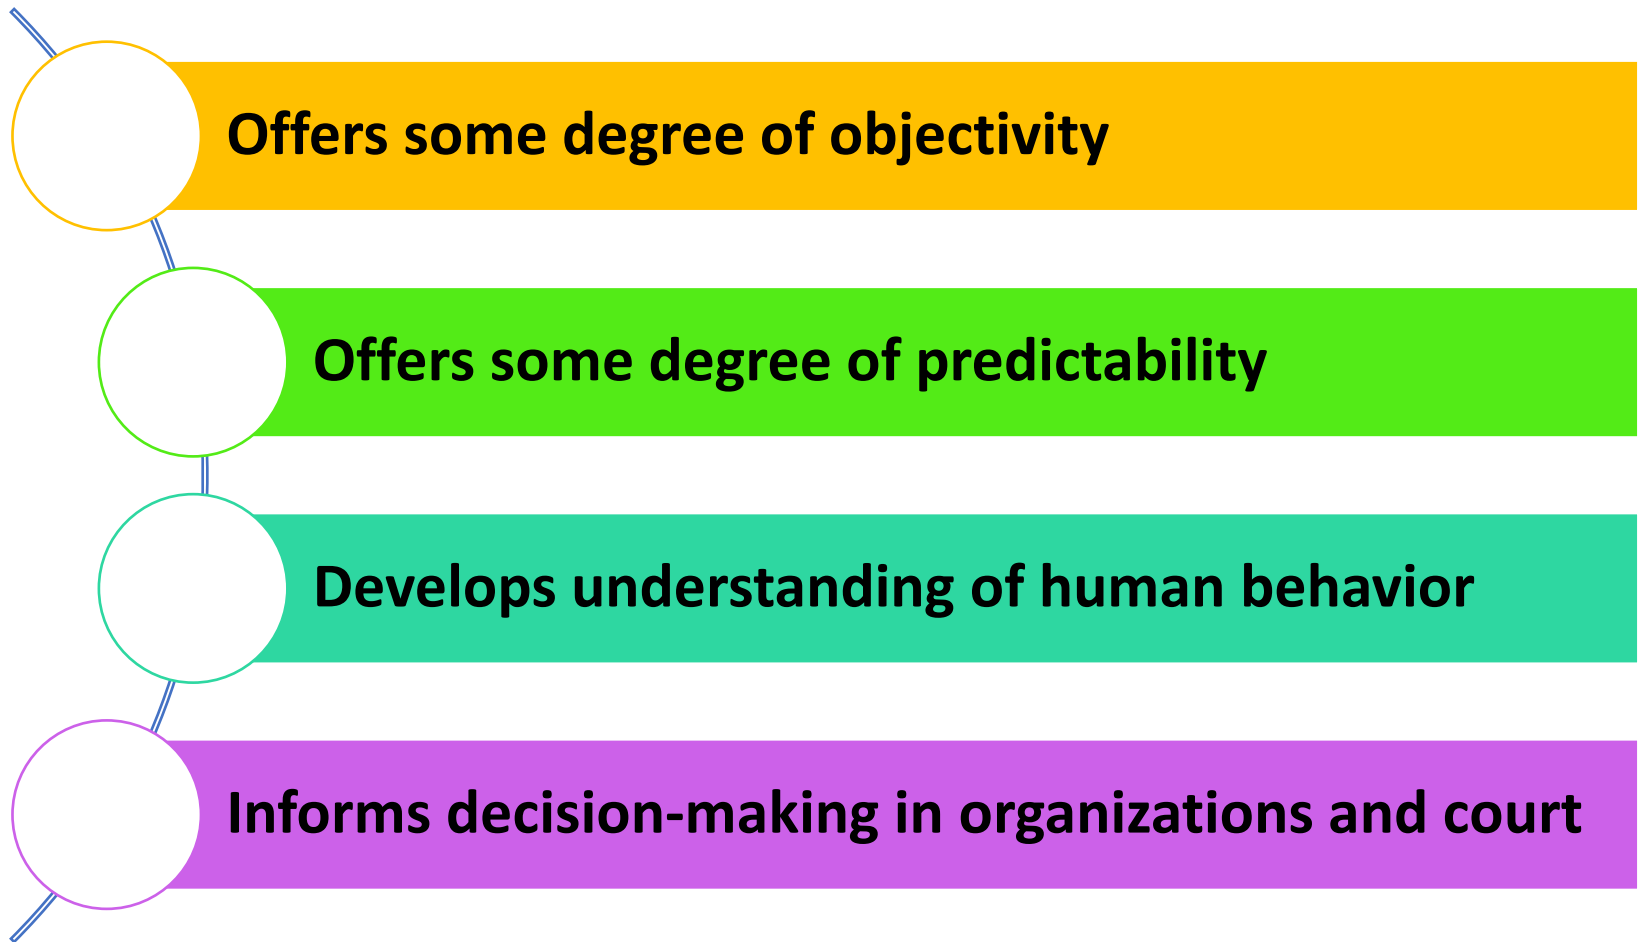 Offers some degree of objectivity
Offers some degree of predictability
Develops understanding of human behavior
Informs decision-making in organizations and court